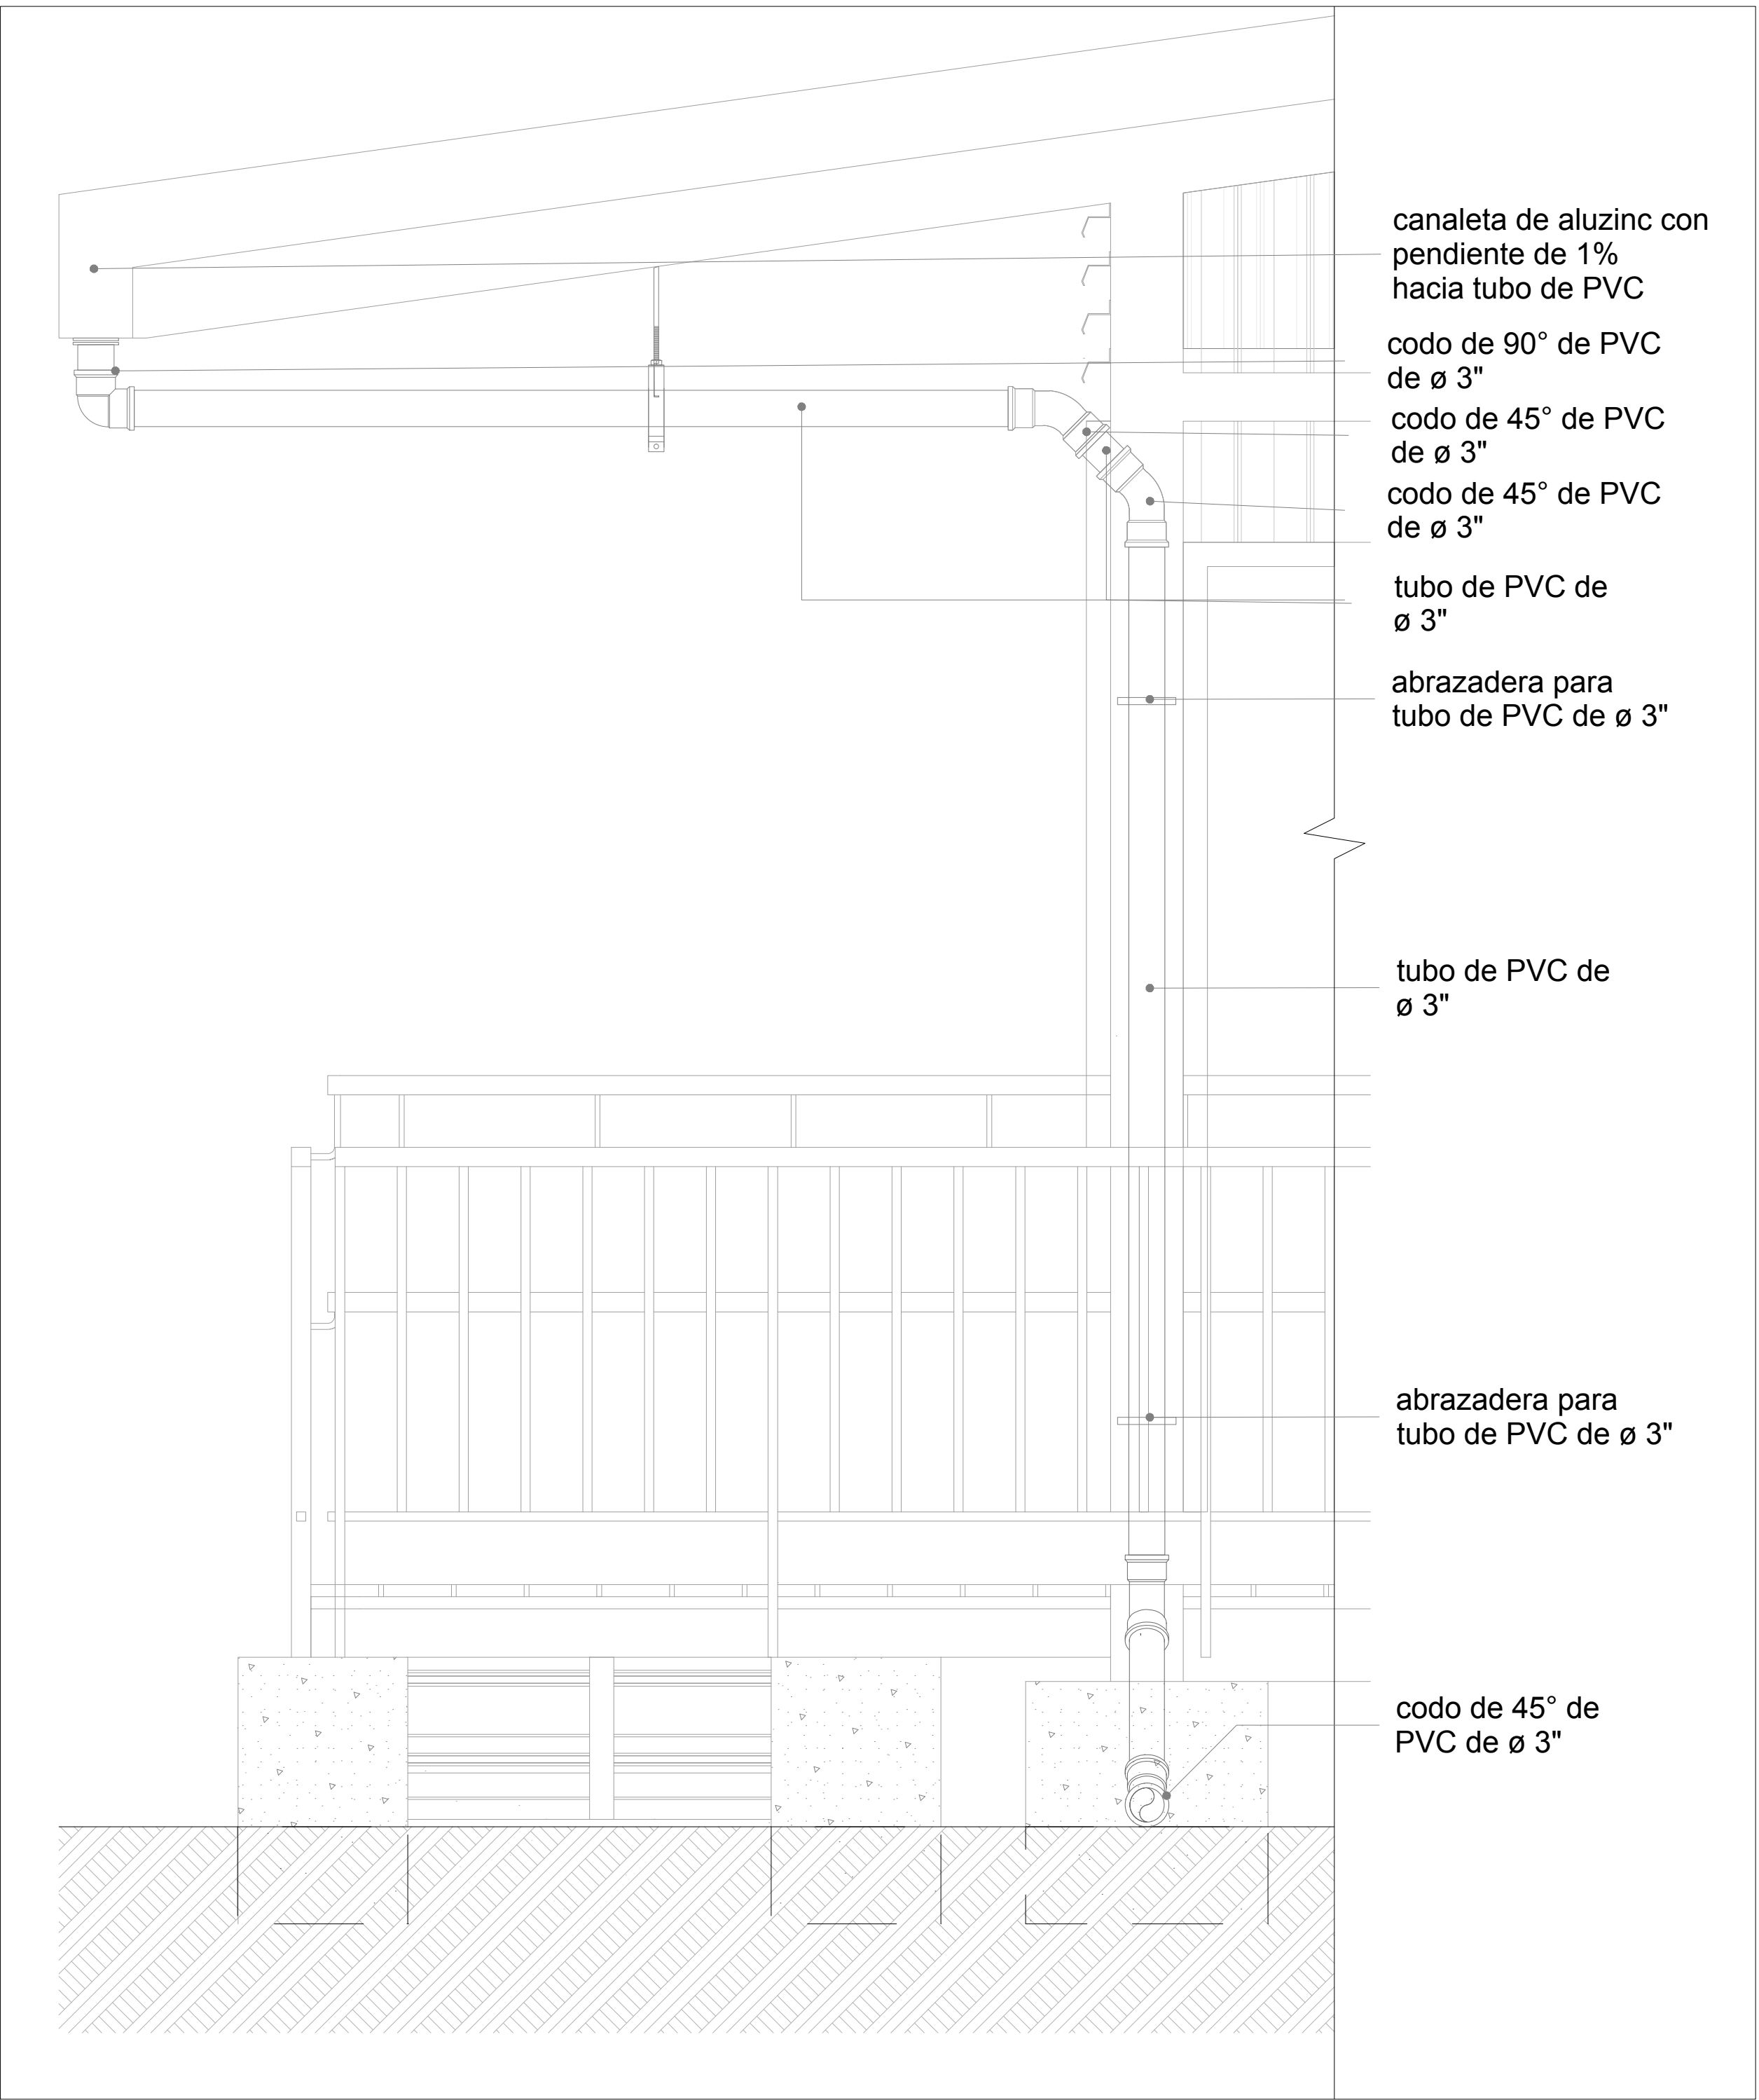 canaleta de aluzinc con
pendiente de 1%
hacia tubo de PVC
codo de 90° de PVC
de ø 3"
codo de 45° de PVC
de ø 3"
codo de 45° de PVC
de ø 3"
tubo de PVC de
ø 3"
abrazadera para
tubo de PVC de ø 3"
tubo de PVC de
ø 3"
abrazadera para
tubo de PVC de ø 3"
codo de 45° de
PVC de ø 3"